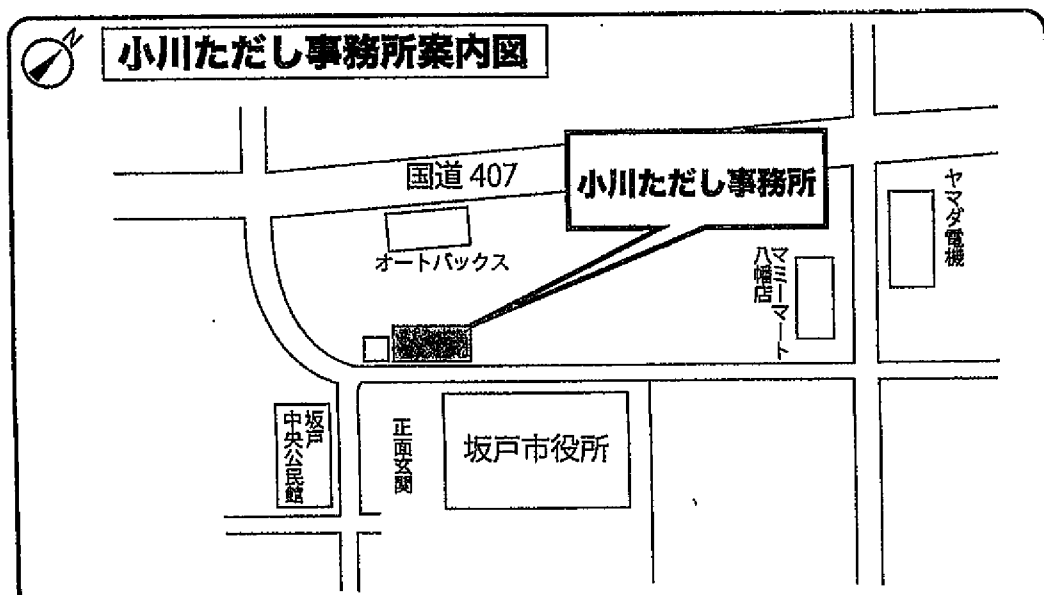 N
小川ただし事務所案内図
国道 407
小川ただし事務所
オートバックス
ヤマダ電機
マミーマート
八幡店
坂戸
中央公民館
正面玄関
坂戸市役所